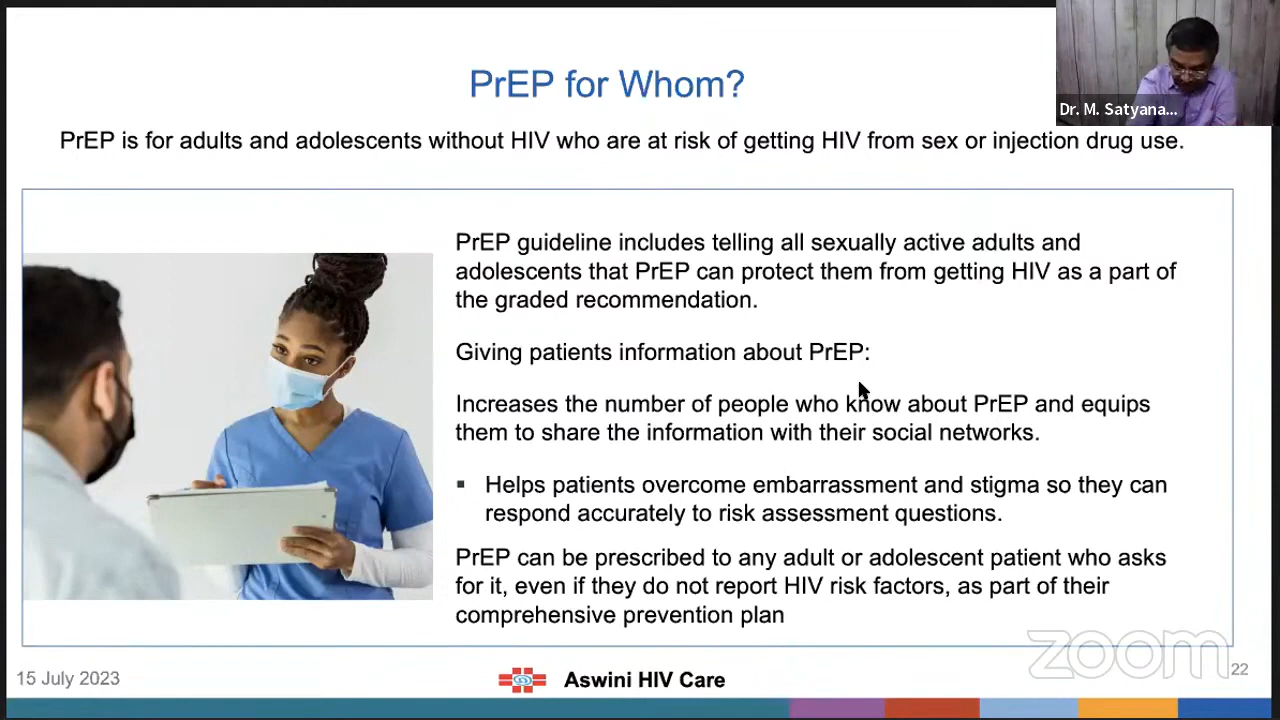 PrEP for Whom?
Dr. M. Satyana...
PrEP is for adults and adolescents without HIV who are at risk of getting HIV from sex or injection drug use.
PrEP guideline includes telling all sexually active adults and
adolescents that PrEP can protect them from getting HIV as a part of
the graded recommendation.
Giving patients information about PrEP:
Increases the number of people who know about PrEP and equips
them to share the information with their social networks.
▪ Helps patients overcome embarrassment and stigma so they can
respond accurately to risk assessment questions.
PrEP can be prescribed to any adult or adolescent patient who asks
for it, even if they do not report HIV risk factors, as part of their
comprehensive prevention plan
zoom
15 July 2023
Aswini HIV Care
22